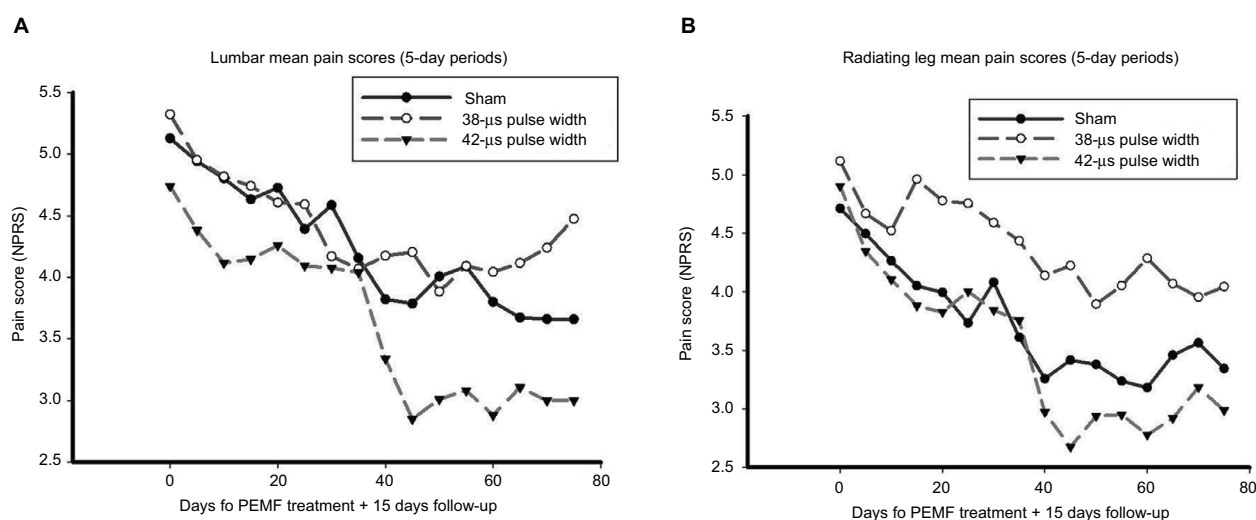 A
Lumbar mean pain scores (5-day periods)
Sham
38-μs pulse width
42-μs pulse width
5.5
5.0
4.5
4.0
3.5
3.0
2.5
Pain score (NPRS)
0 20 40 60 80
Days fo PEMF treatment + 15 days follow-up
B
Radiating leg mean pain scores (5-day periods)
Sham
38-μs pulse width
42-μs pulse width
5.5
5.0
4.5
4.0
3.5
3.0
2.5
Pain score (NPRS)
0 20 40 60 80
Days fo PEMF treatment + 15 days follow-up